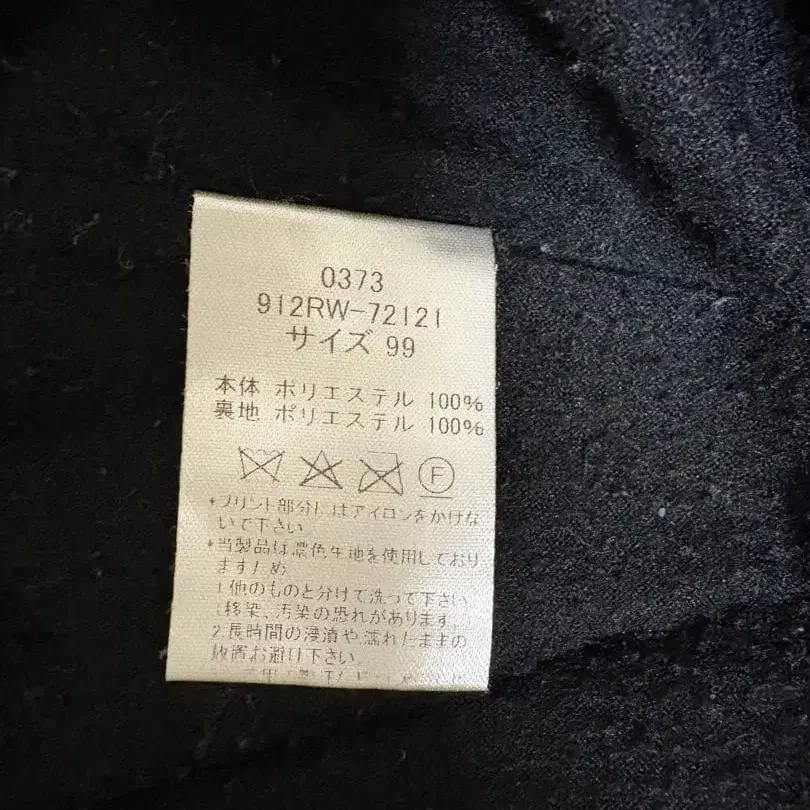 0373
912RW-72121
サイズ 99
本体 ポリエステル 100%
裏地 ポリエステル 100%
F
*プリント部分にはアイロンをかけな
いで下さい
*当製品は濃色生地を使用しており
ますため
1.他のものと分けて洗って下さい
(移染、汚染の恐れがあります
2.長時間の浸漬や濡れたままの
放置お避け下さい。